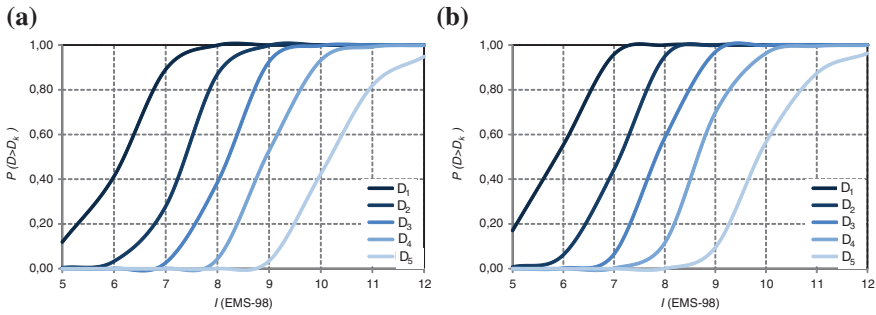 (a)
1,00
0,80
0,60
0,40
0,20
0,00
P (D>Dk )
5 6 7 8 9 10 11 12
I (EMS-98)
D1
D2
D3
D4
D5
(b)
1,00
0,80
0,60
0,40
0,20
0,00
P (D>Dk )
5 6 7 8 9 10 11 12
I (EMS-98)
D1
D2
D3
D4
D5